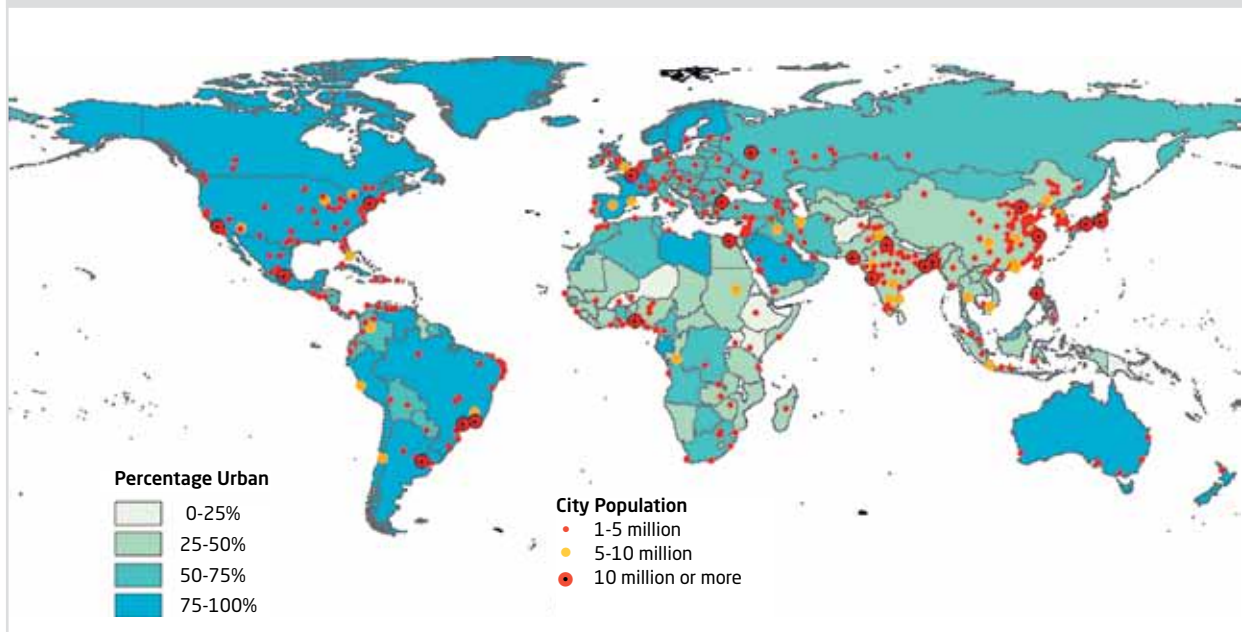 Percentage Urban
0-25%
25-50%
50-75%
75-100%
City Population
1-5 million
5-10 million
10 million or more